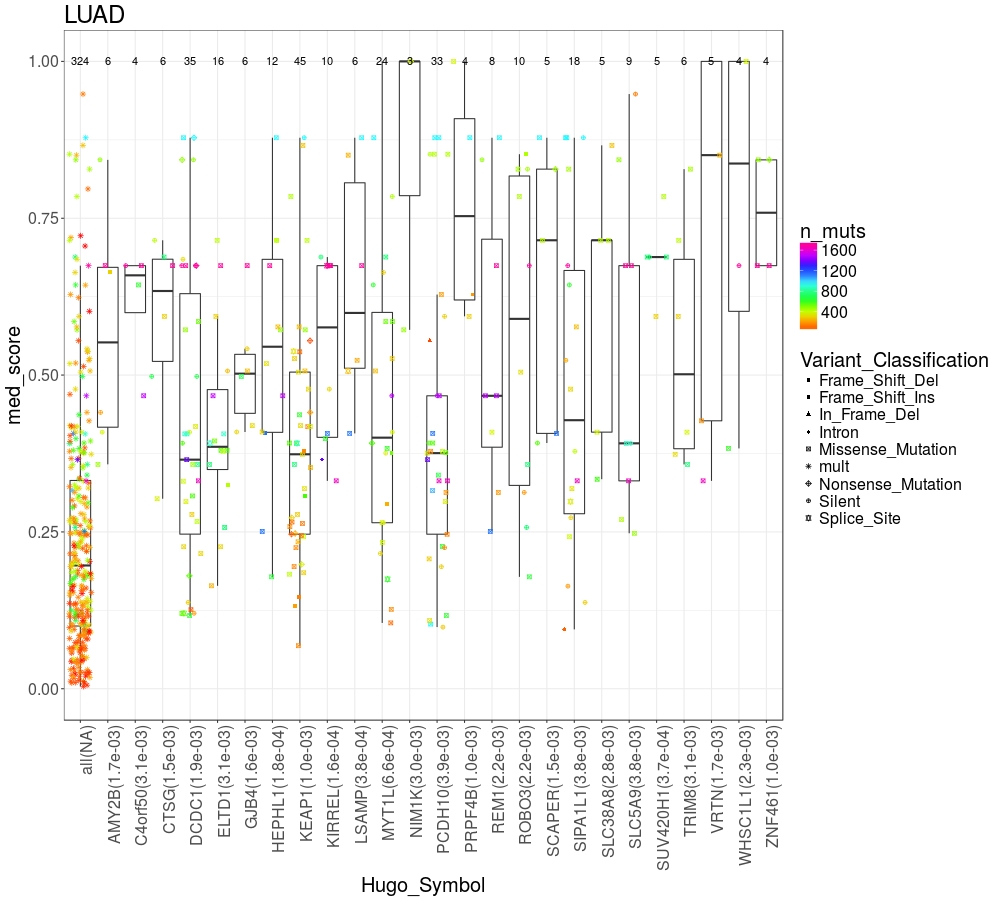 LUAD
324 6 4 6 35 16 6 12 45 10 6 24 3 33 4 8 10 5 18 5 9 5 6 5 4 4
1.00
0.75
0.50
0.25
0.00
med_score
all(NA)
AMY2B(1.7e-03)
C4orf50(3.1e-03)
CTSG(1.5e-03)
DCDC1(1.9e-03)
ELTD1(3.1e-03)
GJB4(1.6e-03)
HEPHL1(1.8e-04)
KEAP1(1.0e-03)
KIRREL(1.6e-04)
LSAMP(3.8e-04)
MYT1L(6.6e-04)
NIM1K(3.0e-03)
PCDH10(3.9e-03)
PRPF4B(1.0e-03)
REM1(2.2e-03)
ROBO3(2.2e-03)
SCAPER(1.5e-03)
SIPA1L1(3.8e-03)
SLC38A8(2.8e-03)
SLC5A9(3.8e-03)
SUV420H1(3.7e-04)
TRIM8(3.1e-03)
VRTN(1.7e-03)
WHSC1L1(2.3e-03)
ZNF461(1.0e-03)
Hugo_Symbol
n_muts
1600
1200
800
400
Variant_Classification
Frame_Shift_Del
Frame_Shift_Ins
In_Frame_Del
Intron
Missense_Mutation
mult
Nonsense_Mutation
Silent
Splice_Site